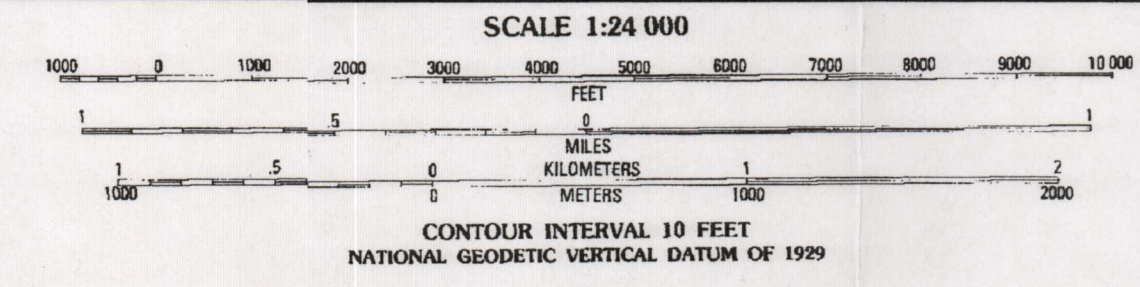 SCALE 1:24 000
1000 0 1000 2000 3000 4000 5000 6000 7000 8000 9000 10 000
FEET
1 .5 0 1
MILES
1 .5 0 KILOMETERS 1 2
1000 0 METERS 1000 2000
CONTOUR INTERVAL 10 FEET
NATIONAL GEODETIC VERTICAL DATUM OF 1929